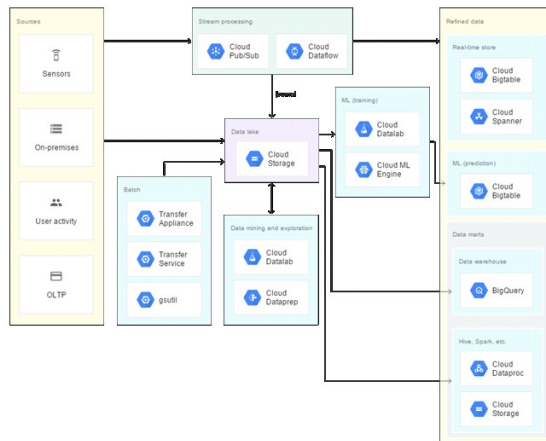 Sources
Sensors
On-premises
User activity
OLTP
Stream processing
Cloud
Pub/Sub
Cloud
Dataflow
Data lake
Cloud
Storage
Batch
Transfer
Appliance
Transfer
Service
gsutil
Data mining and exploration
Cloud
Datalab
Cloud
Dataprep
ML (training)
Cloud
Datalab
Cloud ML
Engine
Refined data
Real-time store
Cloud
Bigtable
Cloud
Spanner
ML (prediction)
Cloud
Bigtable
Data marts
Data warehouse
BigQuery
Hive, Spark, etc.
Cloud
Dataproc
Cloud
Storage